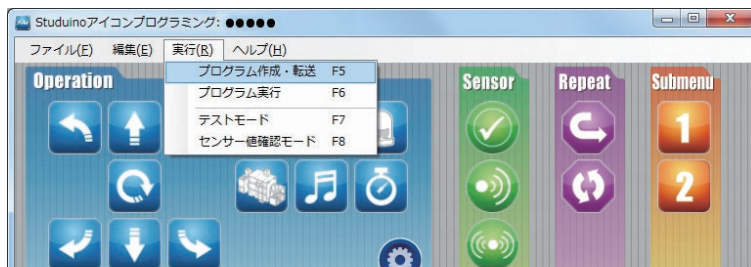 Studuinoアイコンプログラミング: ●●●●●
ファイル(F) 編集(E) 実行(R) ヘルプ(H)
プログラム作成・転送 F5
プログラム実行 F6
テストモード F7
センサー値確認モード F8
Operation
Sensor
Repeat
Submenu
1
2